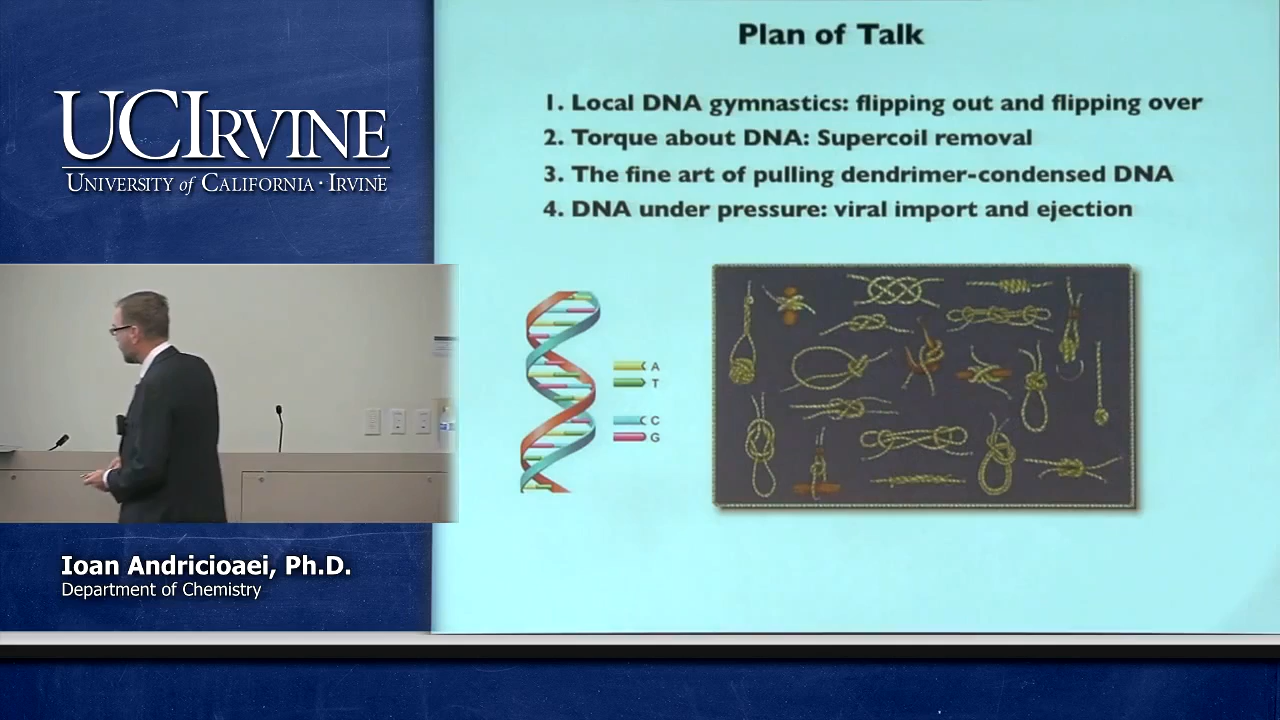 UCIRVINE
UNIVERSITY of CALIFORNIA · IRVINE
Plan of Talk
1. Local DNA gymnastics: flipping out and flipping over
2. Torque about DNA: Supercoil removal
3. The fine art of pulling dendrimer-condensed DNA
4. DNA under pressure: viral import and ejection
A
T
C
G
Ioan Andricioaei, Ph.D.
Department of Chemistry